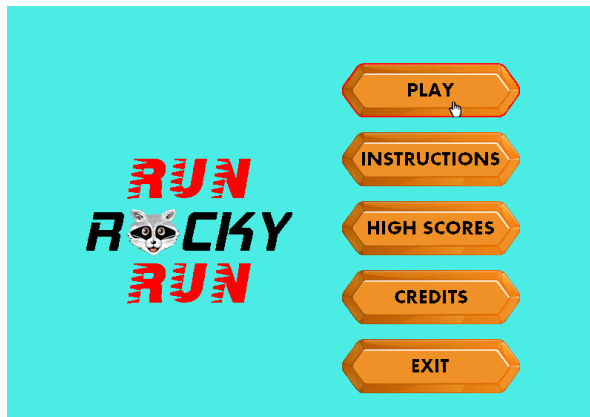 RUN
ROCKY
RUN
PLAY
INSTRUCTIONS
HIGH SCORES
CREDITS
EXIT